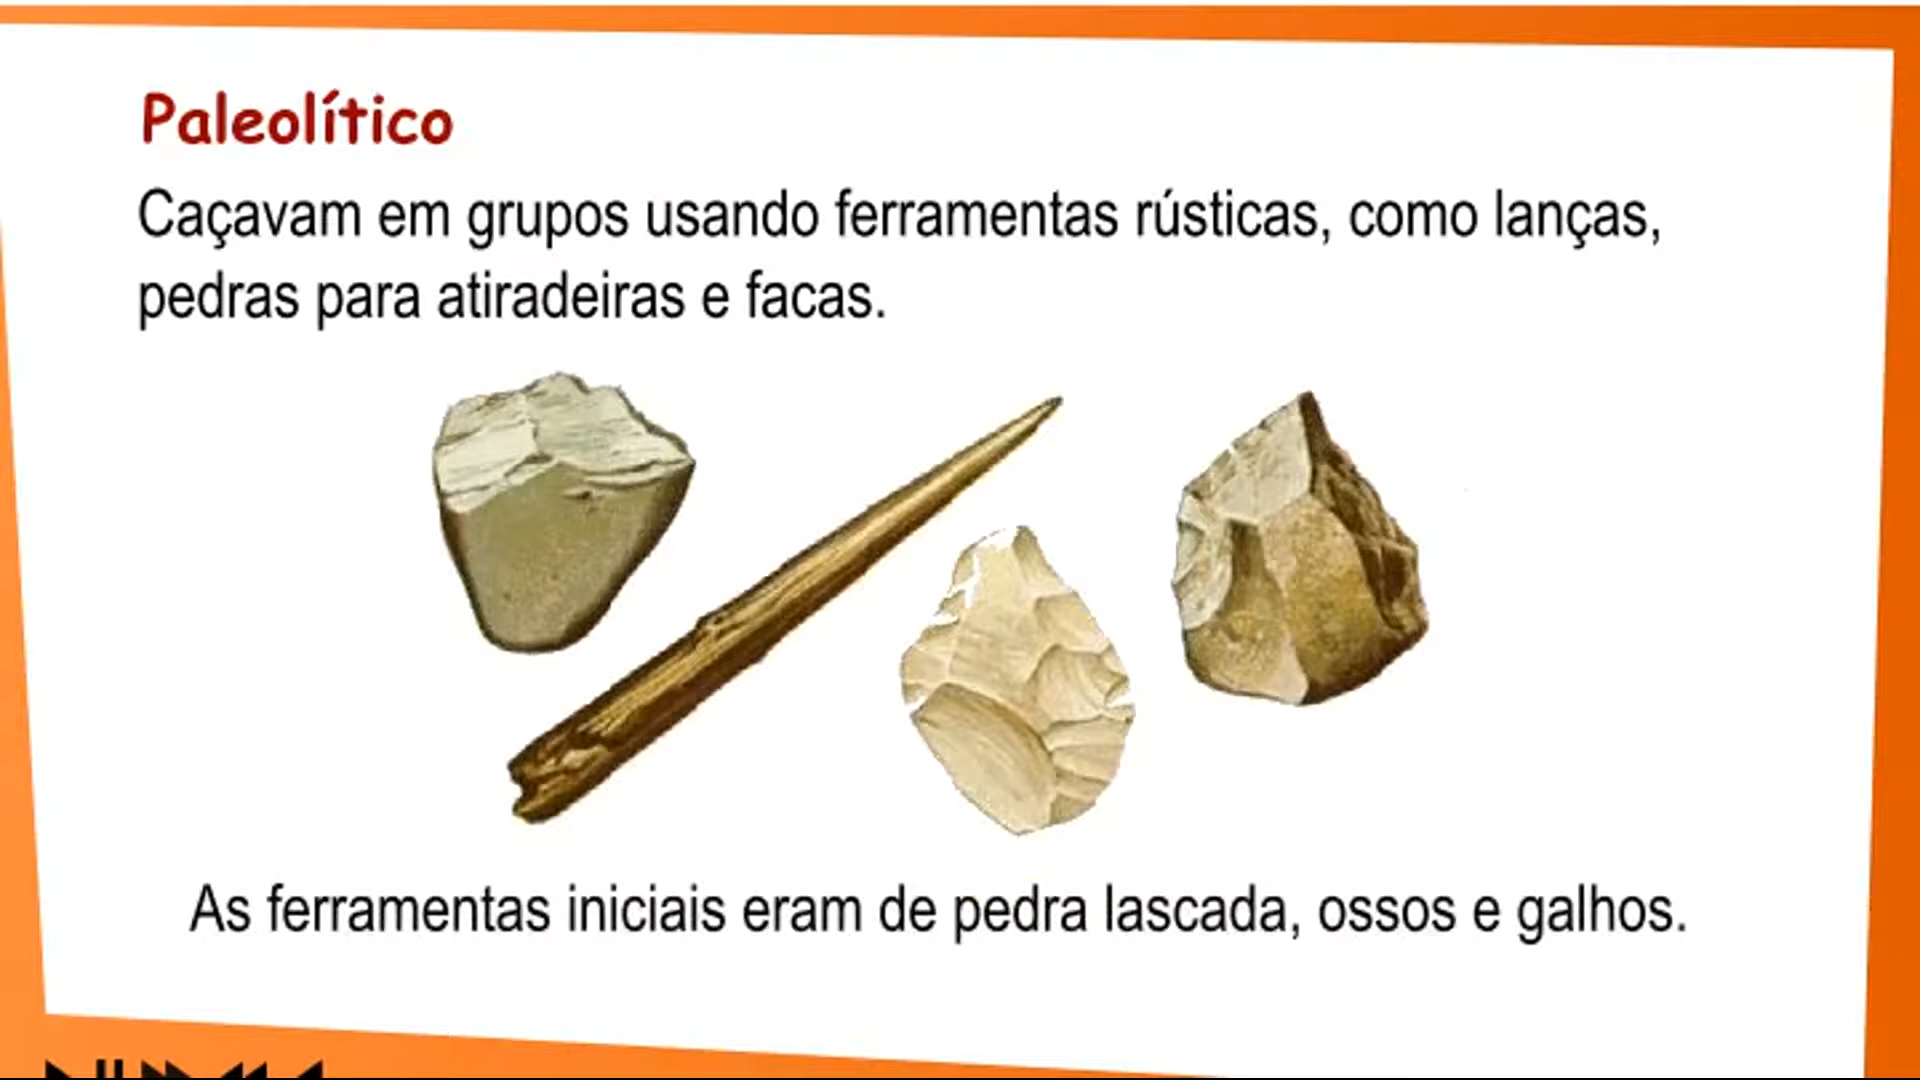 Paleolítico
Caçavam em grupos usando ferramentas rústicas, como lanças,
pedras para atiradeiras e facas.
As ferramentas iniciais eram de pedra lascada, ossos e galhos.